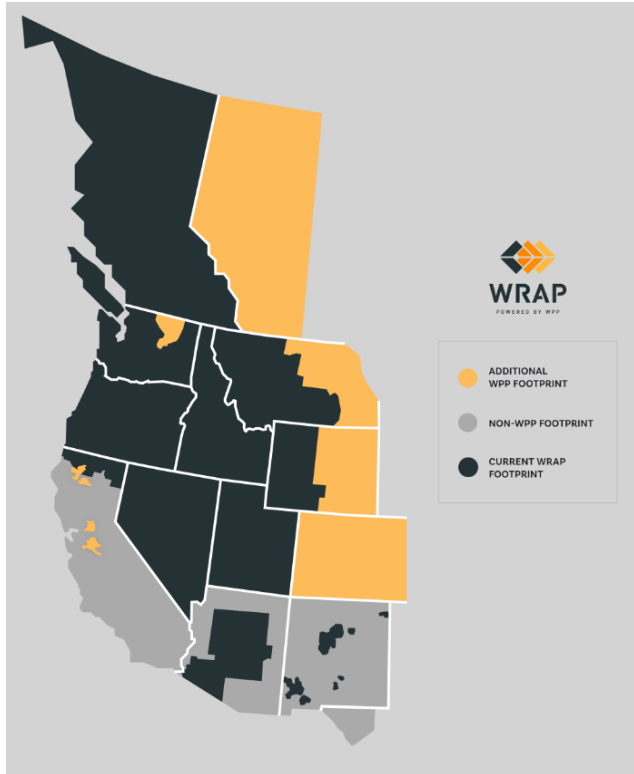 WRAP
POWERED BY WPP
ADDITIONAL
WPP FOOTPRINT
NON-WPP FOOTPRINT
CURRENT WRAP
FOOTPRINT